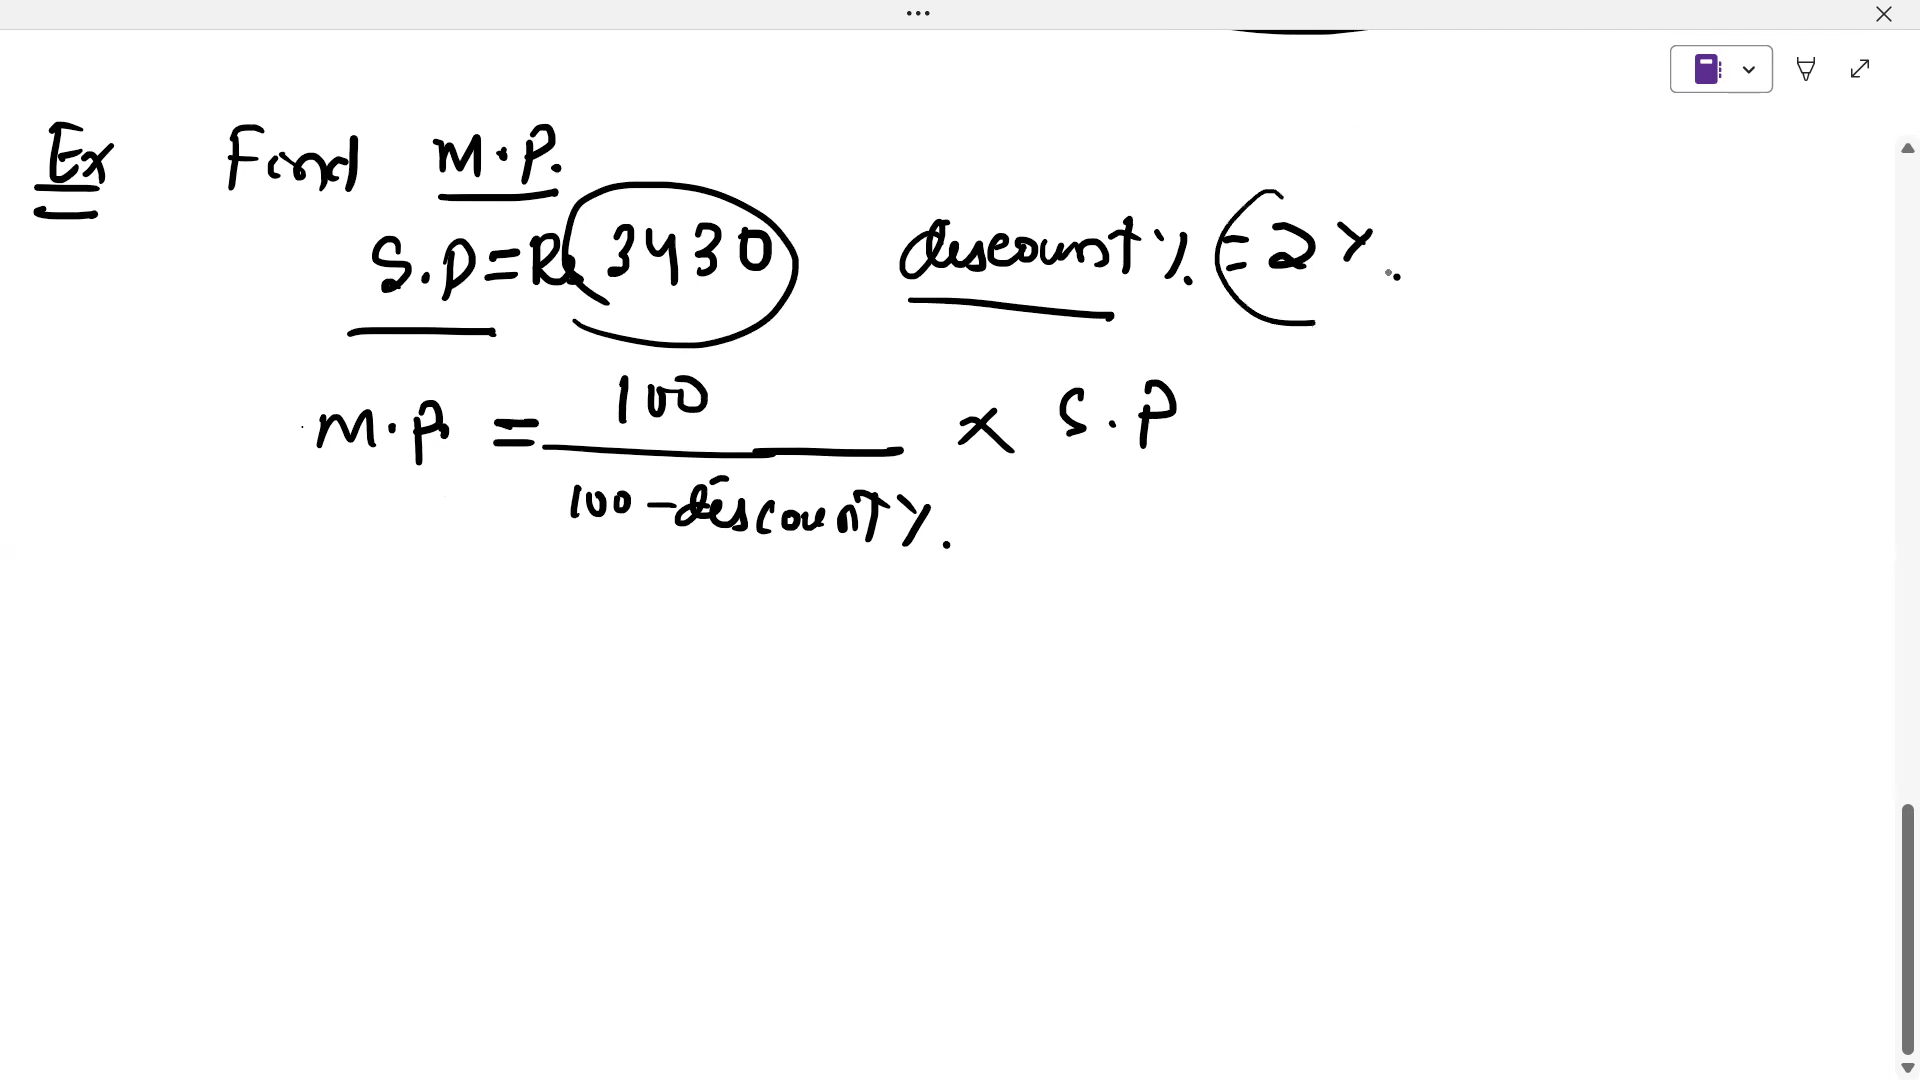 Ex Find M.P.
S.P = Rs 3430 discount % = 2%.
M.P. = 100 / 100 - discount % × S.P